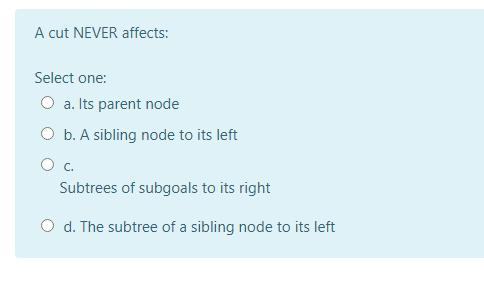 A cut NEVER affects:
Select one:
a. Its parent node
b. A sibling node to its left
c.
Subtrees of subgoals to its right
d. The subtree of a sibling node to its left